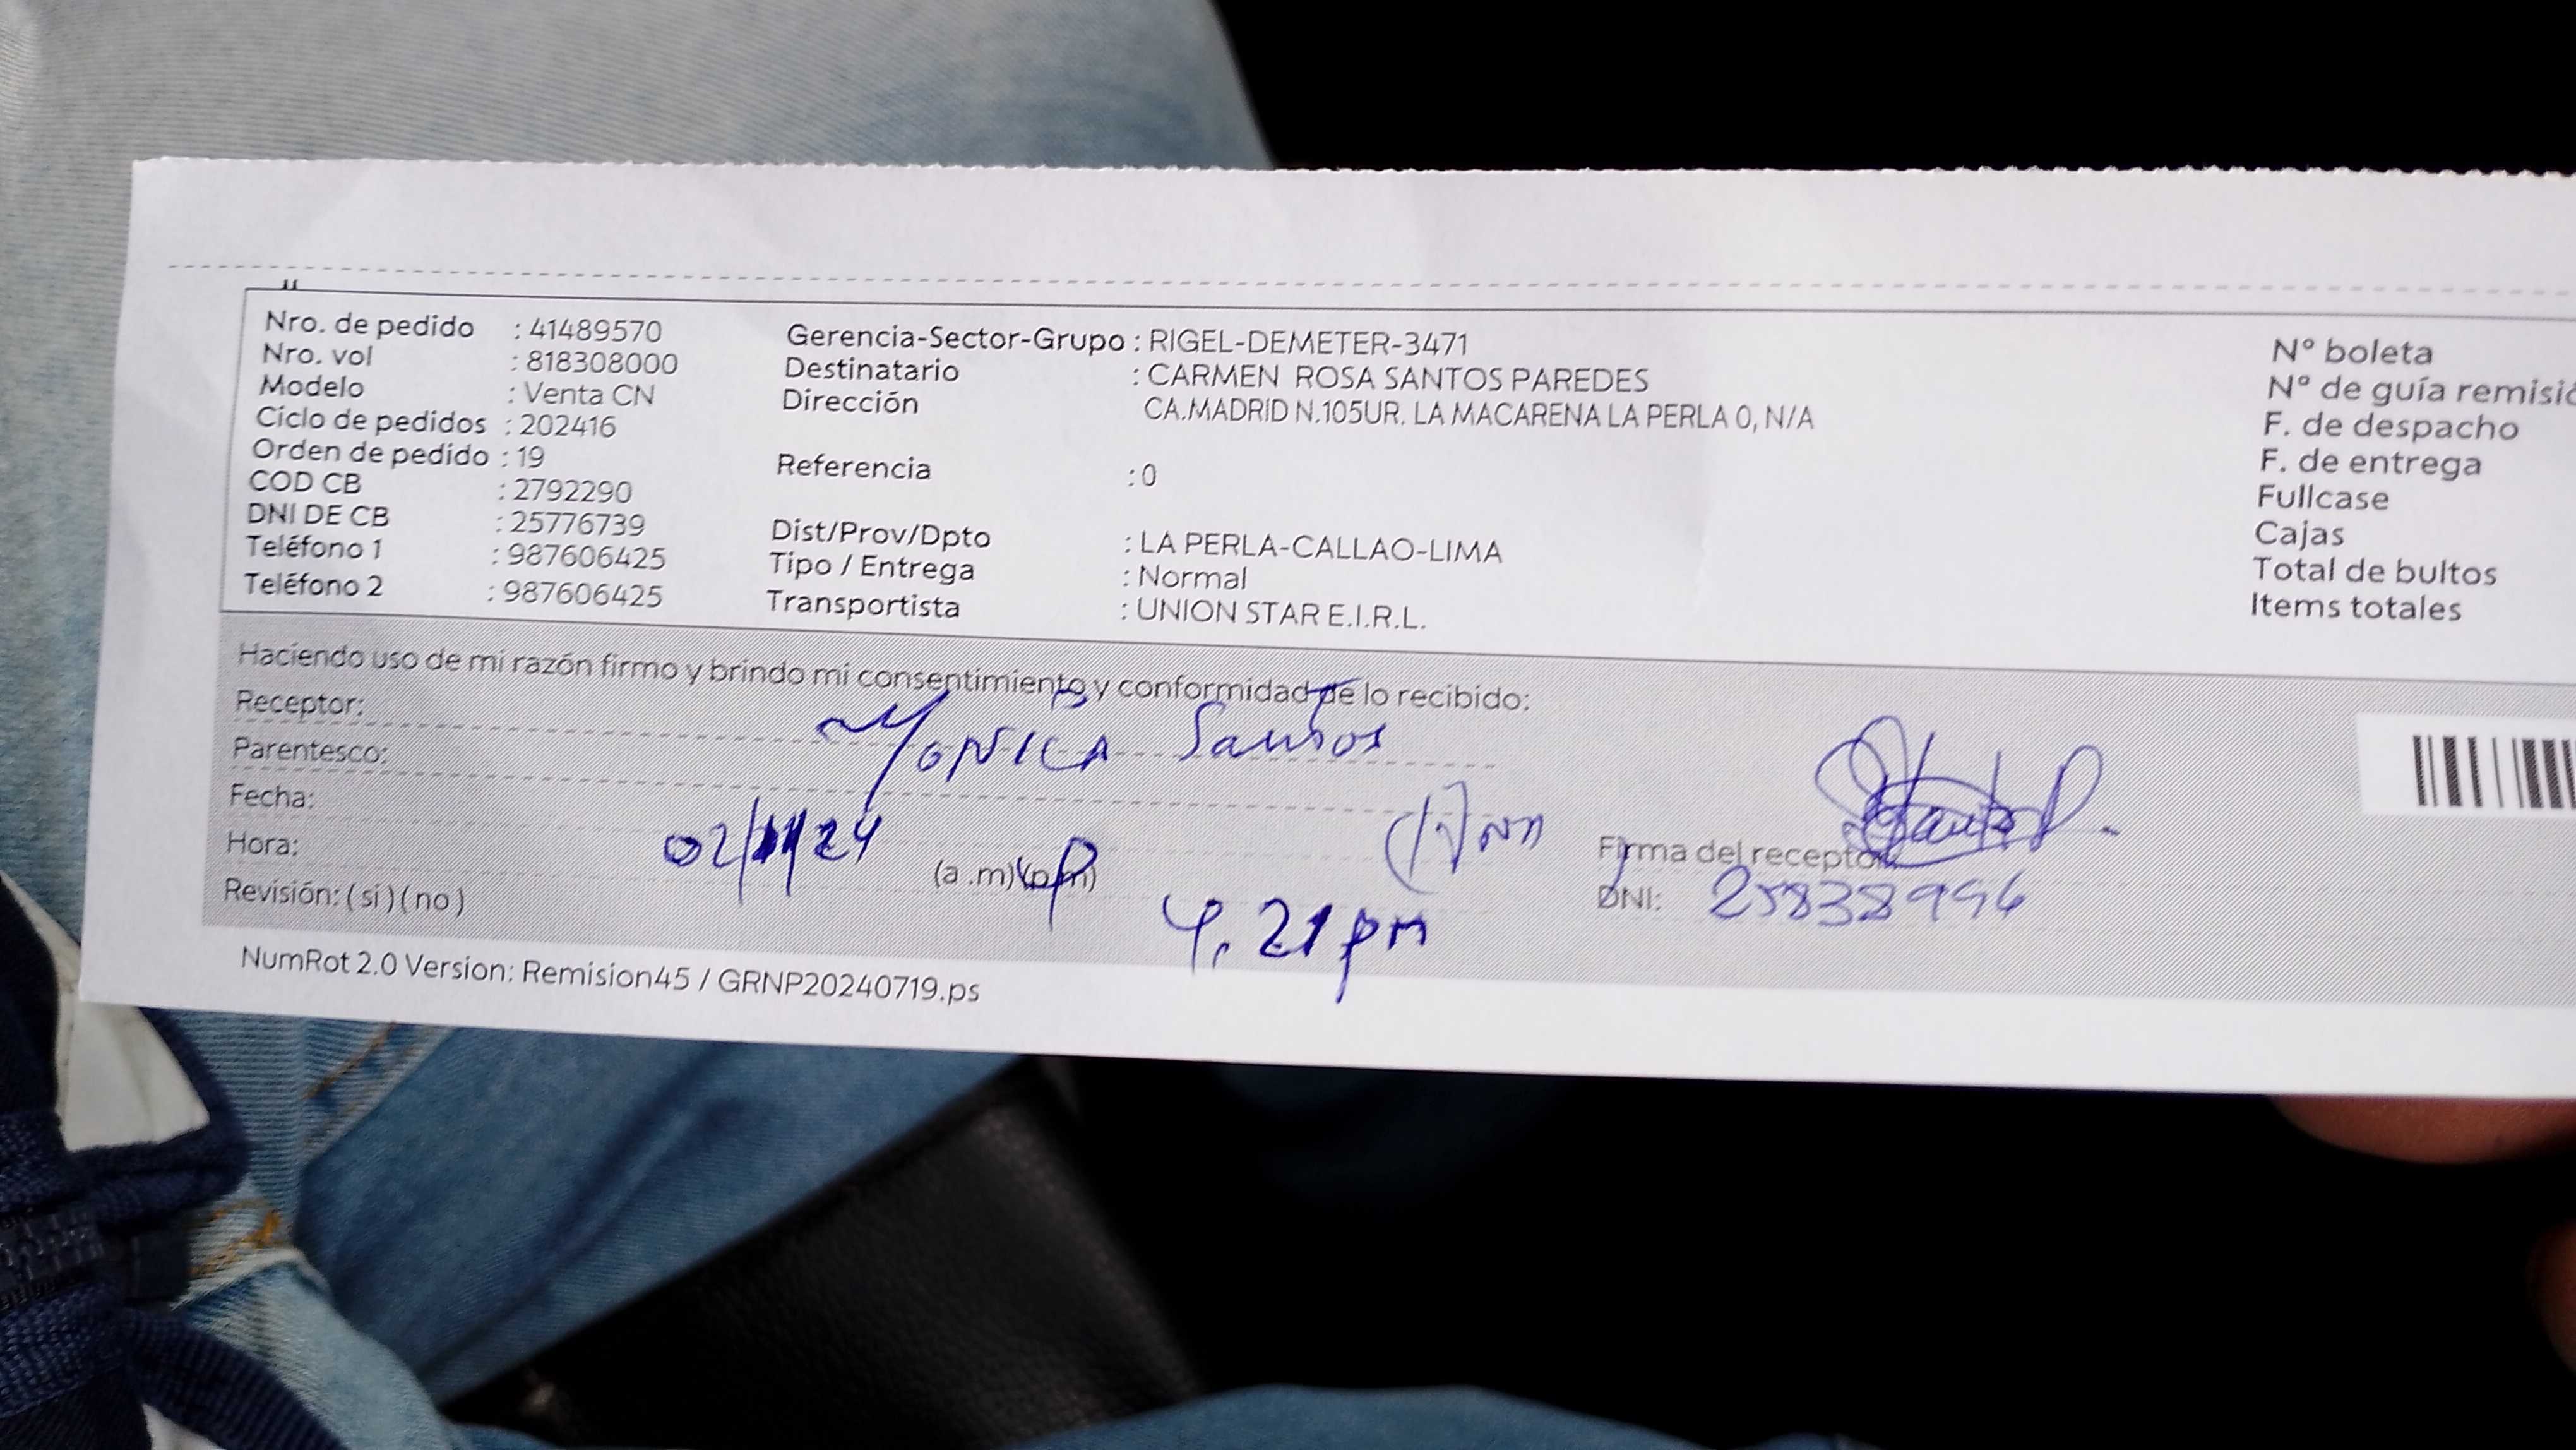 Nro. de pedido : 41489570
Nro. vol : 818308000
Modelo : Venta CN
Ciclo de pedidos : 202416
Orden de pedido : 19
COD CB : 2792290
DNI DE CB : 25776739
Teléfono 1 : 987606425
Teléfono 2 : 987606425
Gerencia-Sector-Grupo : RIGEL-DEMETER-3471
Destinatario : CARMEN ROSA SANTOS PAREDES
Dirección CA.MADRID N.105UR. LA MACARENA LA PERLA 0, N/A
Referencia : 0
Dist/Prov/Dpto : LA PERLA-CALLAO-LIMA
Tipo / Entrega : Normal
Transportista : UNION STAR E.I.R.L.
N° boleta
N° de guía remisió
F. de despacho
F. de entrega
Fullcase
Cajas
Total de bultos
Items totales
Haciendo uso de mi razón firmo y brindo mi consentimiento y conformidad de lo recibido:
Receptor: MONICA Santos
Parentesco:
Fecha: 02/11/24
Hora: (a .m) (p.m) 4.21 pm
Revisión: ( si ) ( no )
Firma del receptor:
DNI: 25838996
NumRot 2.0 Version: Remision45 / GRNP20240719.ps